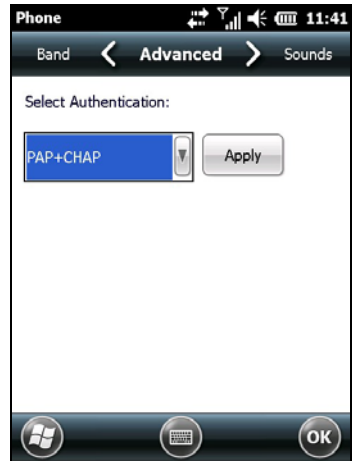 Phone 11:41
Band Advanced Sounds
Select Authentication:
PAP+CHAP Apply
OK